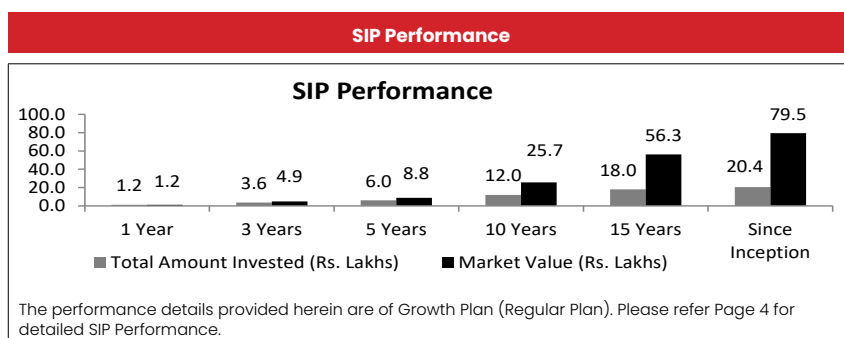 SIP Performance
SIP Performance
100.0
80.0
60.0
40.0
20.0
0.0
1.2 1.2
3.6 4.9
6.0 8.8
12.0 25.7
18.0 56.3
20.4 79.5
1 Year
3 Years
5 Years
10 Years
15 Years
Since
Inception
Total Amount Invested (Rs. Lakhs)
Market Value (Rs. Lakhs)
The performance details provided herein are of Growth Plan (Regular Plan). Please refer Page 4 for
detailed SIP Performance.